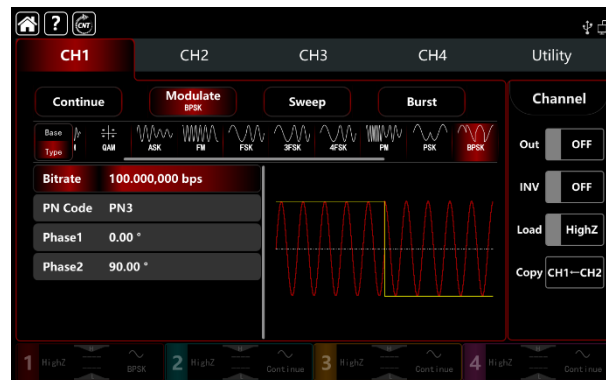 ? CNT
CH1 CH2 CH3 CH4 Utility
Continue Modulate BPSK Sweep Burst Channel
Base Type QAM ASK FM FSK 3FSK 4FSK PM PSK BPSK
Out OFF
Bitrate 100.000,000 bps
INV OFF
PN Code PN3
Phase1 0.00 °
Load HighZ
Phase2 90.00 °
Copy CH1←CH2
1 HighZ BPSK 2 HighZ Continue 3 HighZ Continue 4 HighZ Continue